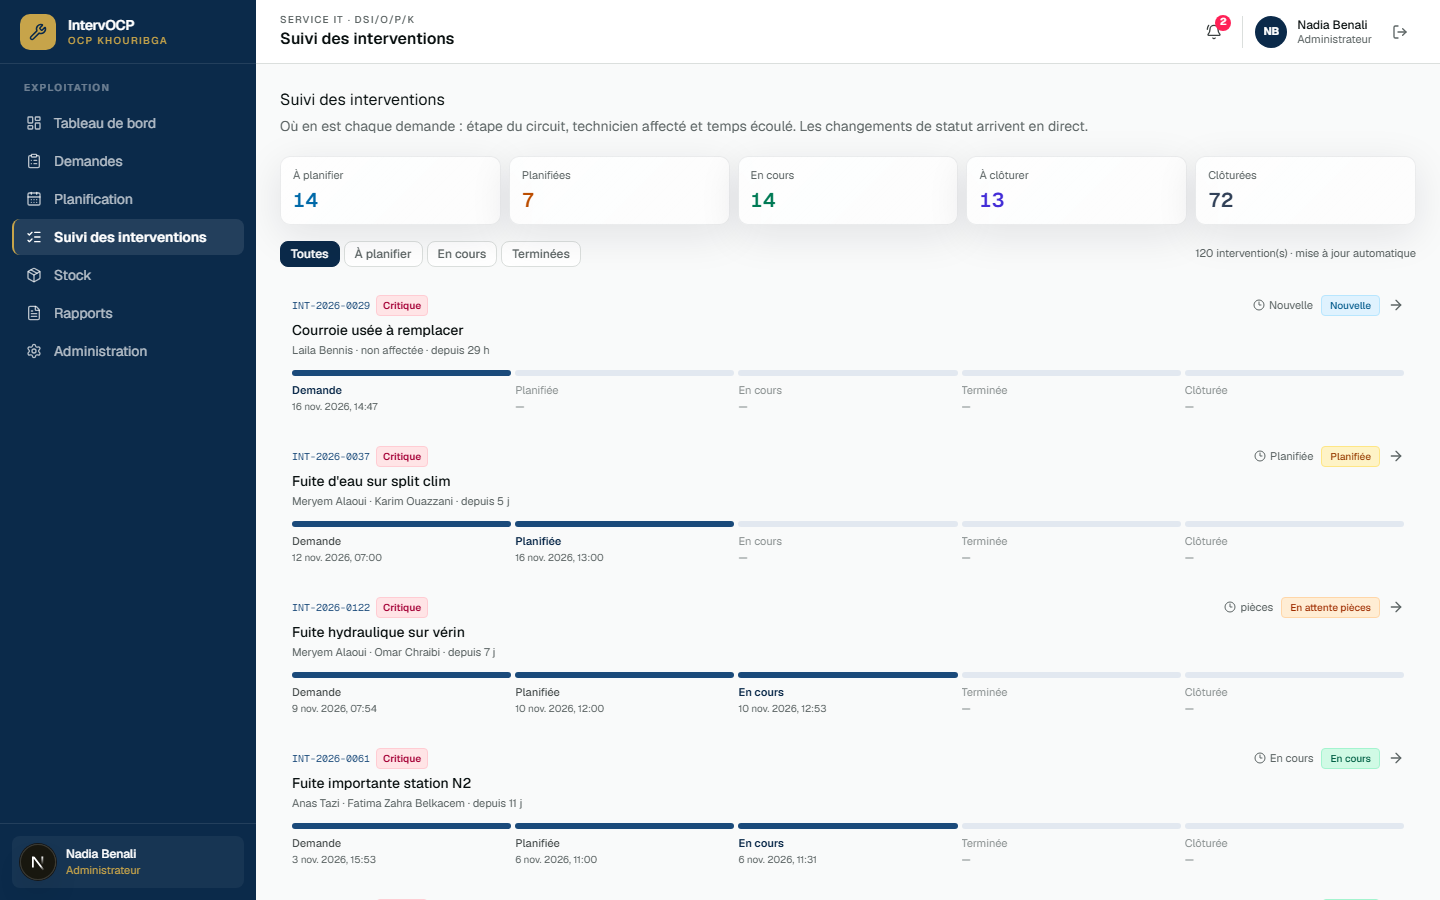 IntervOCP
OCP KHOURIBGA
EXPLOITATION
Tableau de bord
Demandes
Planification
Suivi des interventions
Stock
Rapports
Administration
N
Nadia Benali
Administrateur
SERVICE IT · DSI/O/P/K
Suivi des interventions
2
NB
Nadia Benali
Administrateur
Suivi des interventions
Où en est chaque demande : étape du circuit, technicien affecté et temps écoulé. Les changements de statut arrivent en direct.
À planifier
14
Planifiées
7
En cours
14
À clôturer
13
Clôturées
72
Toutes À planifier En cours Terminées 120 intervention(s) · mise à jour automatique
INT-2026-0029 Critique Nouvelle Nouvelle
Courroie usée à remplacer
Laila Bennis · non affectée · depuis 29 h
Demande Planifiée En cours Terminée Clôturée
16 nov. 2026, 14:47 — — — —
INT-2026-0037 Critique Planifiée Planifiée
Fuite d'eau sur split clim
Meryem Alaoui · Karim Ouazzani · depuis 5 j
Demande Planifiée En cours Terminée Clôturée
12 nov. 2026, 07:00 16 nov. 2026, 13:00 — — —
INT-2026-0122 Critique pièces En attente pièces
Fuite hydraulique sur vérin
Meryem Alaoui · Omar Chraibi · depuis 7 j
Demande Planifiée En cours Terminée Clôturée
9 nov. 2026, 07:54 10 nov. 2026, 12:00 10 nov. 2026, 12:53 — —
INT-2026-0061 Critique En cours En cours
Fuite importante station N2
Anas Tazi · Fatima Zahra Belkacem · depuis 11 j
Demande Planifiée En cours Terminée Clôturée
3 nov. 2026, 15:53 6 nov. 2026, 11:00 6 nov. 2026, 11:31 — —